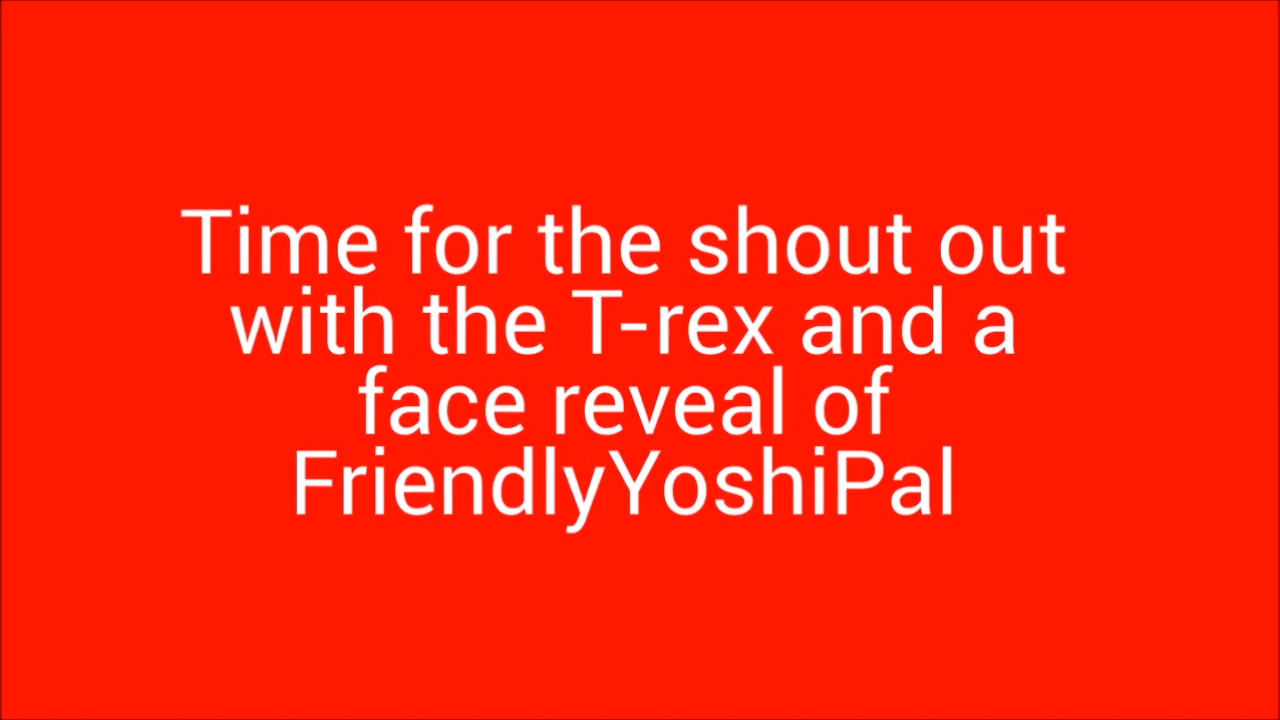 Time for the shout out
with the T-rex and a
face reveal of
FriendlyYoshiPal